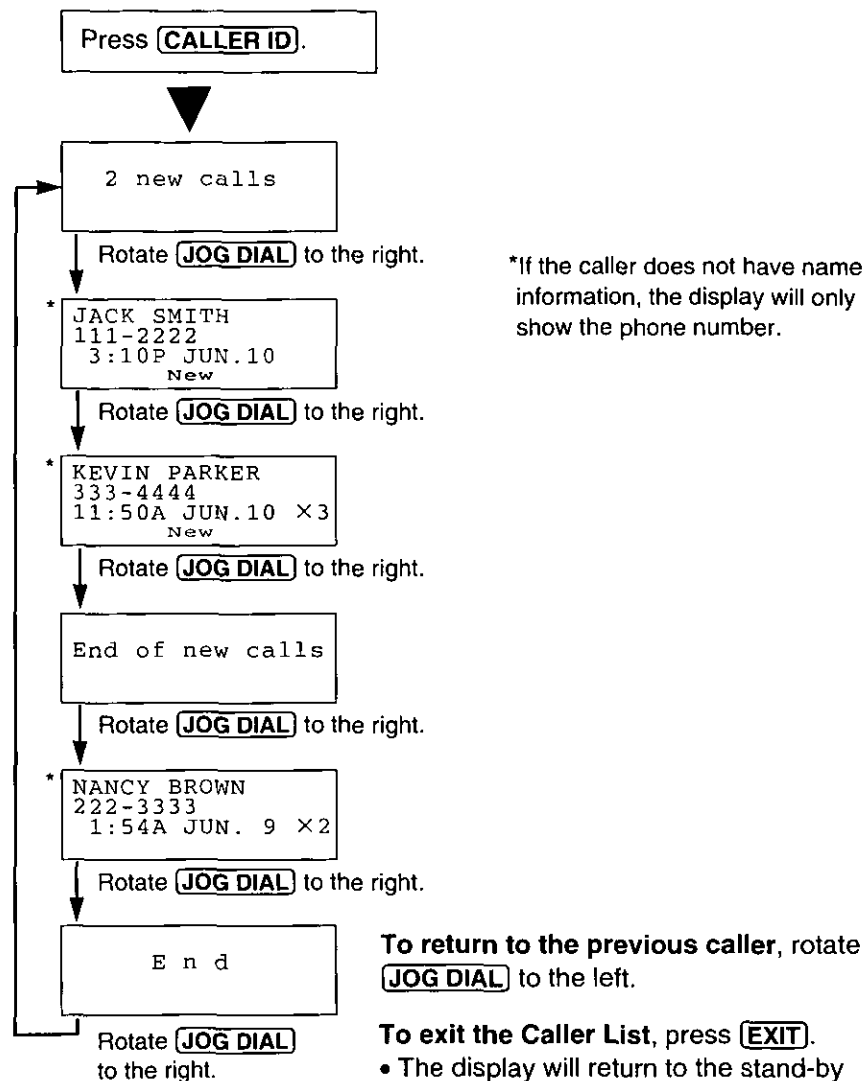 Press CALLER ID.
2 new calls
Rotate JOG DIAL to the right.
*If the caller does not have name
information, the display will only
show the phone number.
* JACK SMITH
111-2222
3:10P JUN.10
New
Rotate JOG DIAL to the right.
* KEVIN PARKER
333-4444
11:50A JUN.10 ×3
New
Rotate JOG DIAL to the right.
End of new calls
Rotate JOG DIAL to the right.
* NANCY BROWN
222-3333
1:54A JUN. 9 ×2
Rotate JOG DIAL to the right.
E n d
Rotate JOG DIAL
to the right.
To return to the previous caller, rotate
JOG DIAL to the left.
To exit the Caller List, press EXIT.
• The display will return to the stand-by